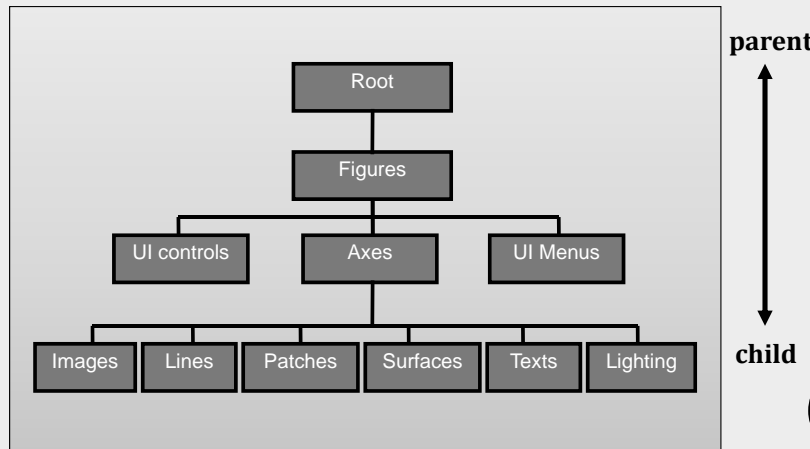 parent
Root
Figures
UI controls Axes UI Menus
Images Lines Patches Surfaces Texts Lighting
child